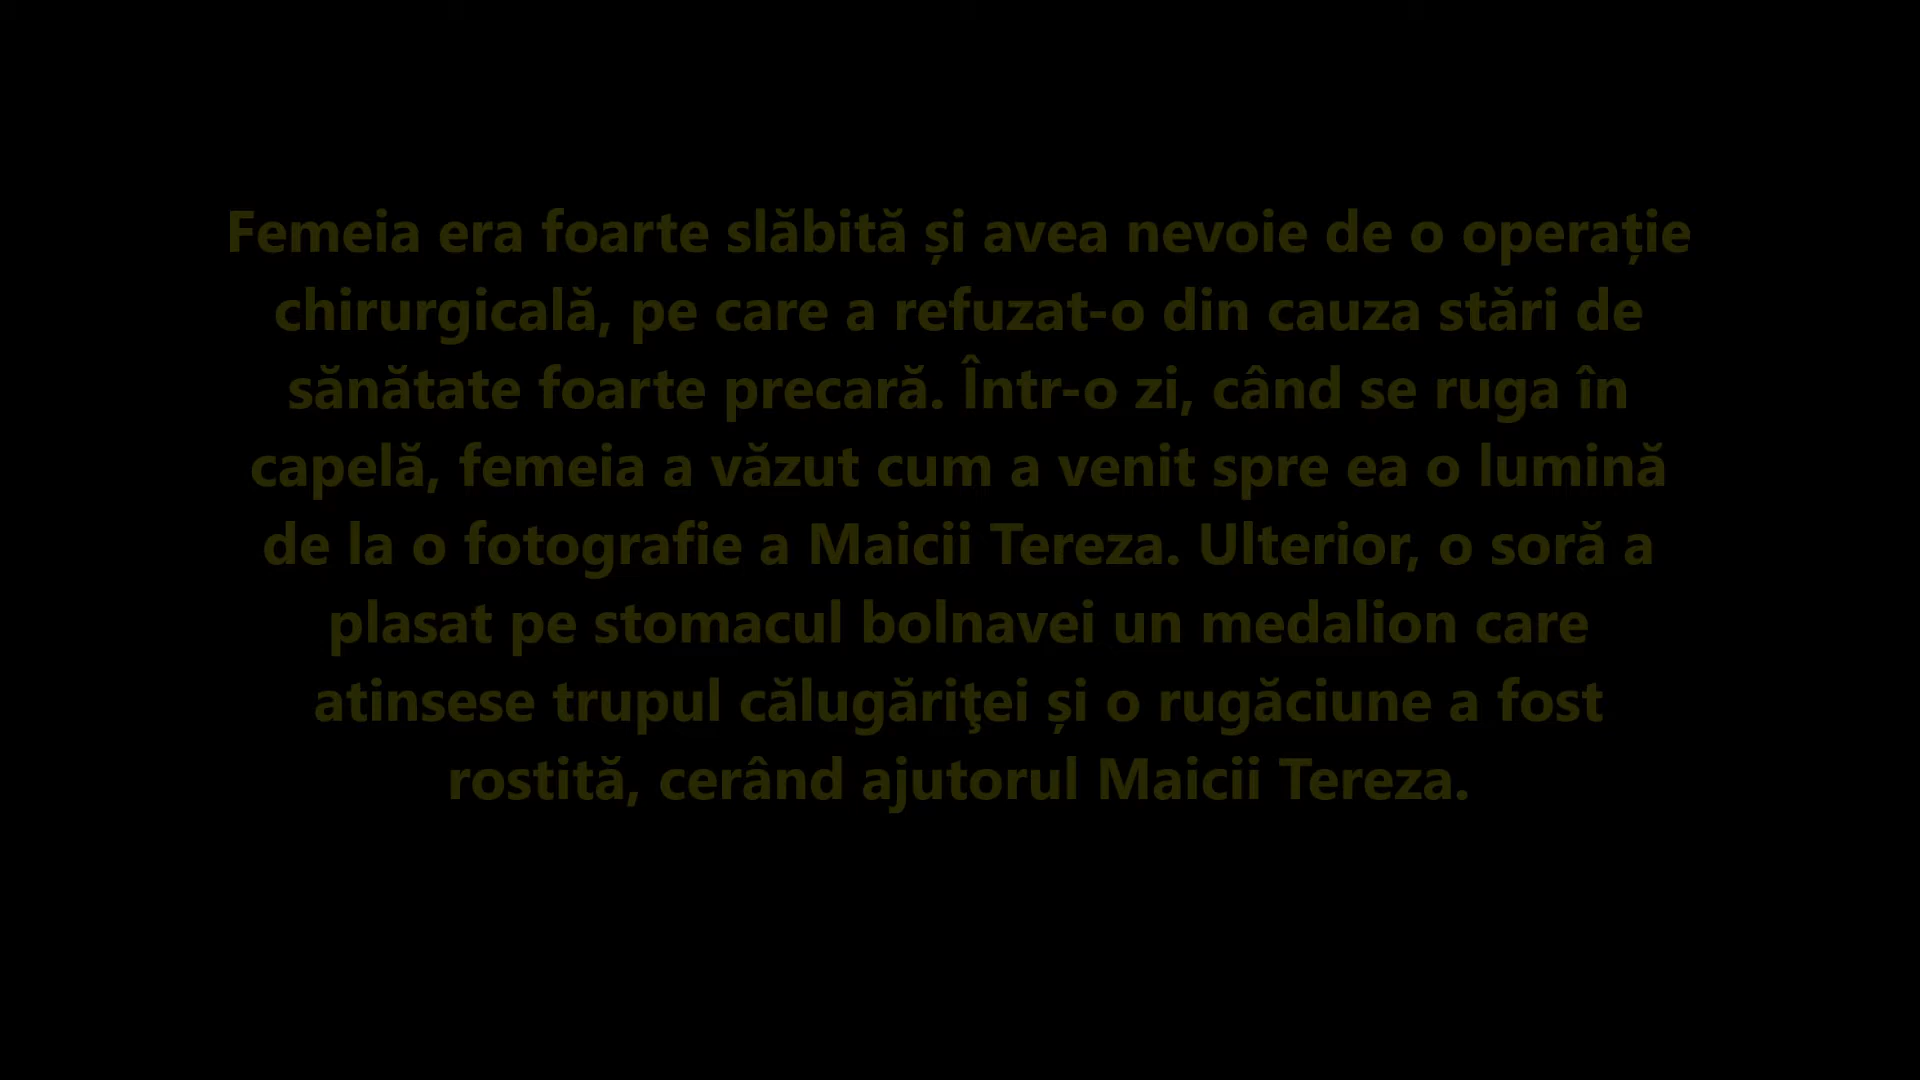 Femeia era foarte slăbită și avea nevoie de o operație
chirurgicală, pe care a refuzat-o din cauza stări de
sănătate foarte precară. Într-o zi, când se ruga în
capelă, femeia a văzut cum a venit spre ea o lumină
de la o fotografie a Maicii Tereza. Ulterior, o soră a
plasat pe stomacul bolnavei un medalion care
atinsese trupul călugăriţei și o rugăciune a fost
rostită, cerând ajutorul Maicii Tereza.